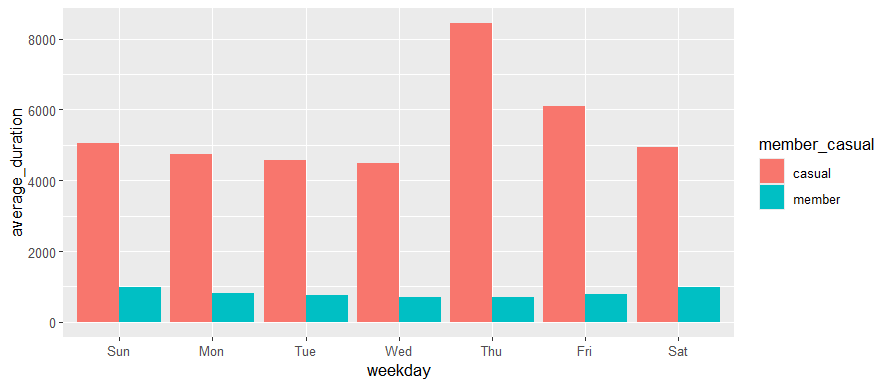 8000
6000
4000
2000
0
average_duration
Sun Mon Tue Wed Thu Fri Sat
weekday
member_casual
casual
member